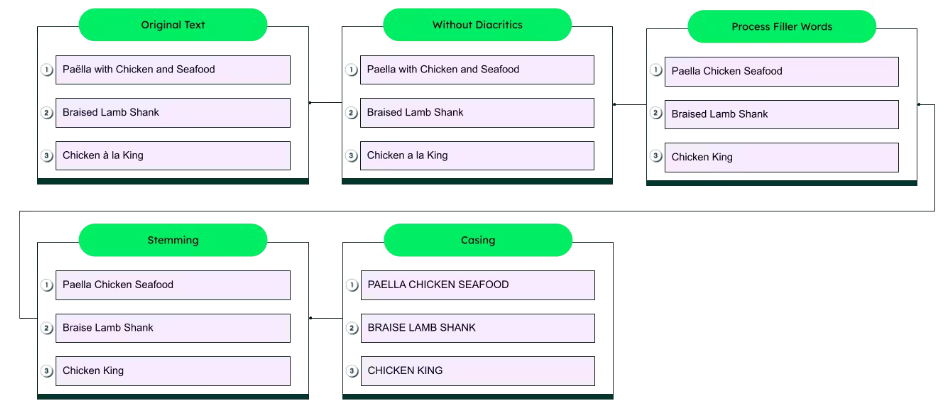 Original Text
1 Paëlla with Chicken and Seafood
2 Braised Lamb Shank
3 Chicken à la King
Without Diacritics
1 Paella with Chicken and Seafood
2 Braised Lamb Shank
3 Chicken a la King
Process Filler Words
1 Paella Chicken Seafood
2 Braised Lamb Shank
3 Chicken King
Stemming
1 Paella Chicken Seafood
2 Braise Lamb Shank
3 Chicken King
Casing
1 PAELLA CHICKEN SEAFOOD
2 BRAISE LAMB SHANK
3 CHICKEN KING